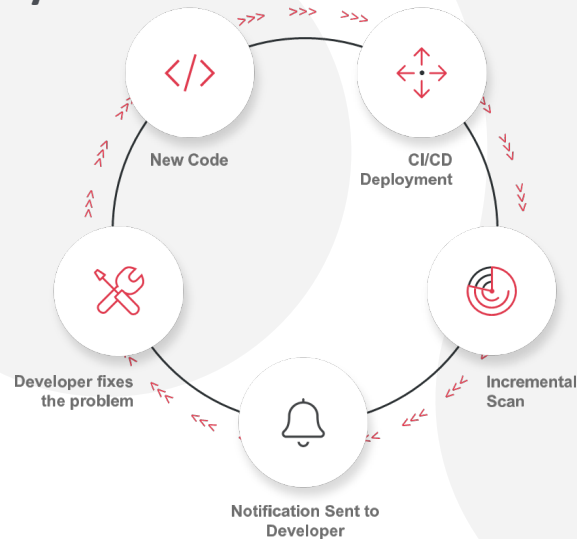 New Code
CI/CD
Deployment
Incremental
Scan
Developer fixes
the problem
Notification Sent to
Developer